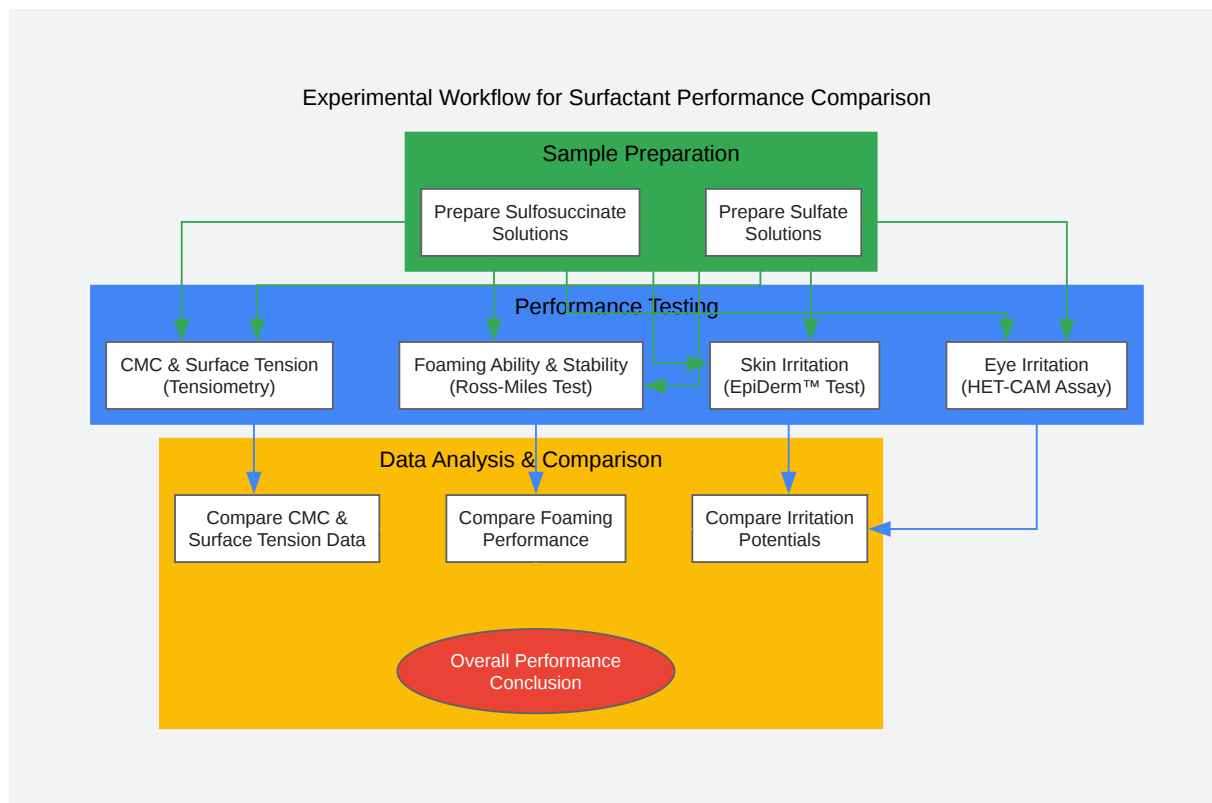 Experimental Workflow for Surfactant Performance Comparison
Sample Preparation
Prepare Sulfosuccinate
Solutions
Prepare Sulfate
Solutions
Performance Testing
CMC & Surface Tension
(Tensiometry)
Foaming Ability & Stability
(Ross-Miles Test)
Skin Irritation
(EpiDerm™ Test)
Eye Irritation
(HET-CAM Assay)
Data Analysis & Comparison
Compare CMC &
Surface Tension Data
Compare Foaming
Performance
Compare Irritation
Potentials
Overall Performance
Conclusion